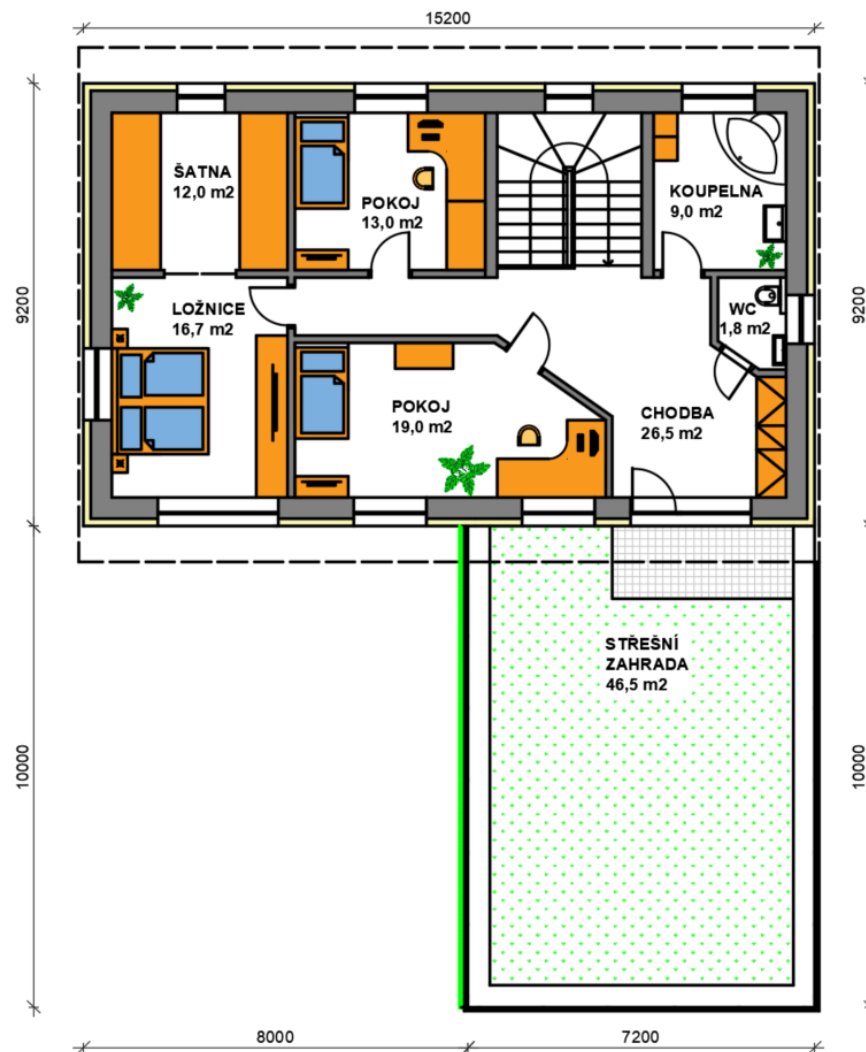 15200
ŠATNA
12,0 m2
POKOJ
13,0 m2
KOUPELNA
9,0 m2
9200
9200
LOŽNICE
16,7 m2
WC
1,8 m2
POKOJ
19,0 m2
CHODBA
26,5 m2
STŘEŠNÍ
ZAHRADA
46,5 m2
10000
10000
8000
7200